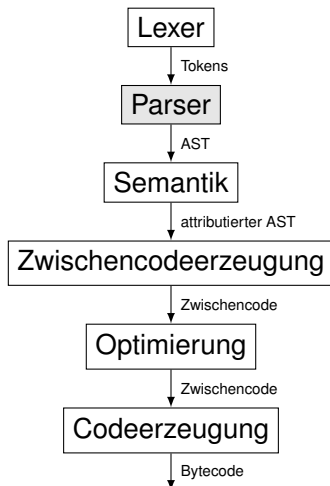 Lexer
Tokens
Parser
AST
Semantik
attributierter AST
Zwischencodeerzeugung
Zwischencode
Optimierung
Zwischencode
Codeerzeugung
Bytecode